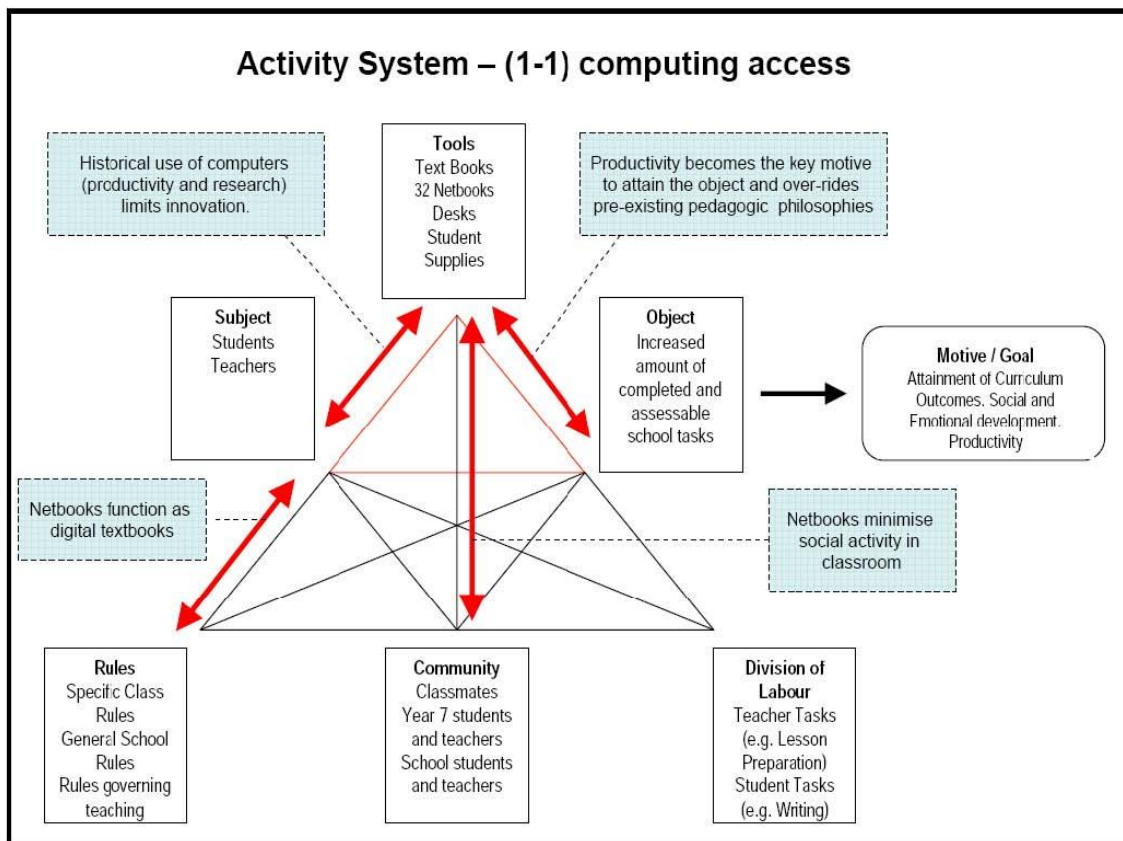 Activity System – (1-1) computing access
Historical use of computers
(productivity and research)
limits innovation.
Tools
Text Books
32 Netbooks
Desks
Student
Supplies
Productivity becomes the key motive
to attain the object and over-rides
pre-existing pedagogic philosophies
Subject
Students
Teachers
Object
Increased
amount of
completed and
assessable
school tasks
Motive / Goal
Attainment of Curriculum
Outcomes. Social and
Emotional development.
Productivity
Netbooks function as
digital textbooks
Netbooks minimise
social activity in
classroom
Rules
Specific Class
Rules
General School
Rules
Rules governing
teaching
Community
Classmates
Year 7 students
and teachers
School students
and teachers
Division of
Labour
Teacher Tasks
(e.g. Lesson
Preparation)
Student Tasks
(e.g. Writing)